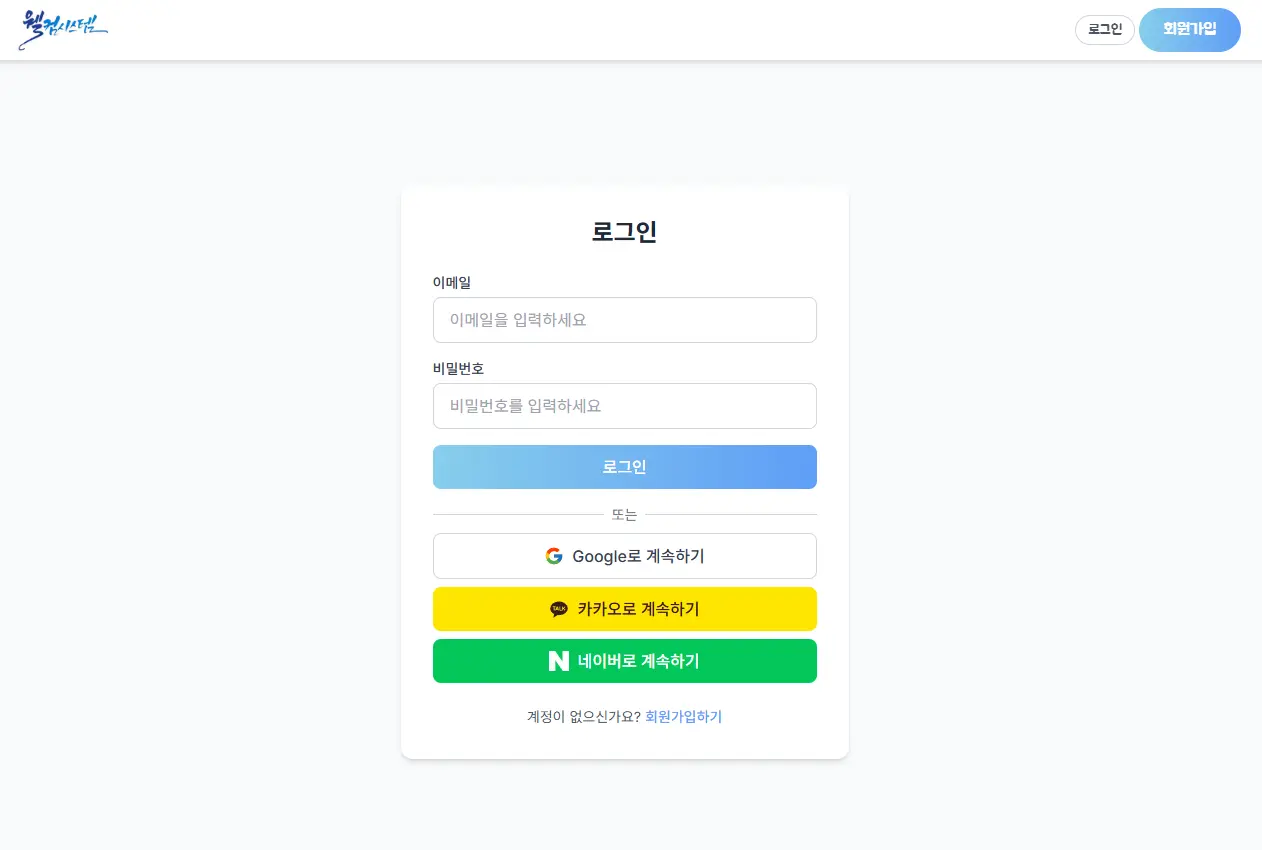 웰컴시스템
로그인
회원가입
로그인
이메일
이메일을 입력하세요
비밀번호
비밀번호를 입력하세요
로그인
또는
Google로 계속하기
TALK 카카오로 계속하기
N 네이버로 계속하기
계정이 없으신가요? 회원가입하기